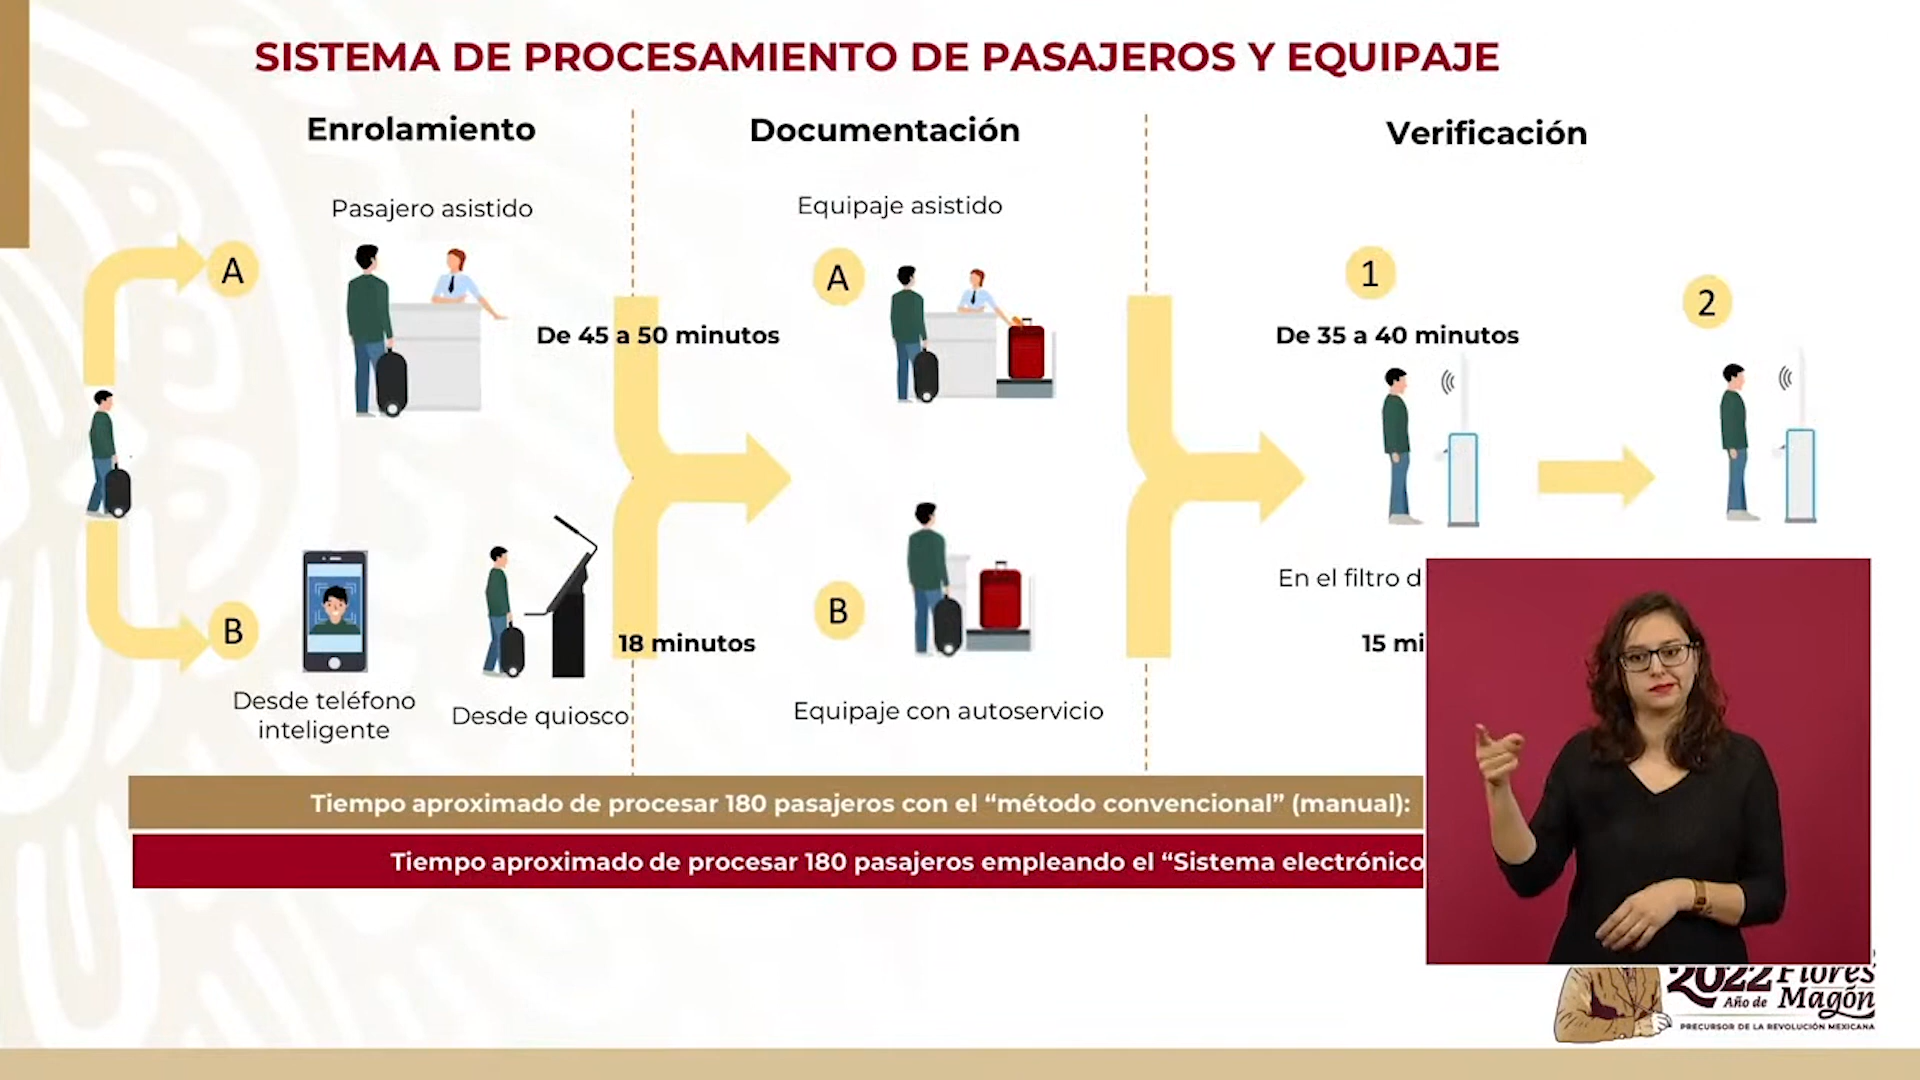 SISTEMA DE PROCESAMIENTO DE PASAJEROS Y EQUIPAJE
Enrolamiento
Documentación
Verificación
Pasajero asistido
Equipaje asistido
A
A
1
2
De 45 a 50 minutos
De 35 a 40 minutos
En el filtro d
B
B
18 minutos
15 mi
Desde teléfono
inteligente
Desde quiosco
Equipaje con autoservicio
Tiempo aproximado de procesar 180 pasajeros con el “método convencional” (manual):
Tiempo aproximado de procesar 180 pasajeros empleando el “Sistema electrónico
2022 Flores
Año de Magón
PRECURSOR DE LA REVOLUCIÓN MEXICANA